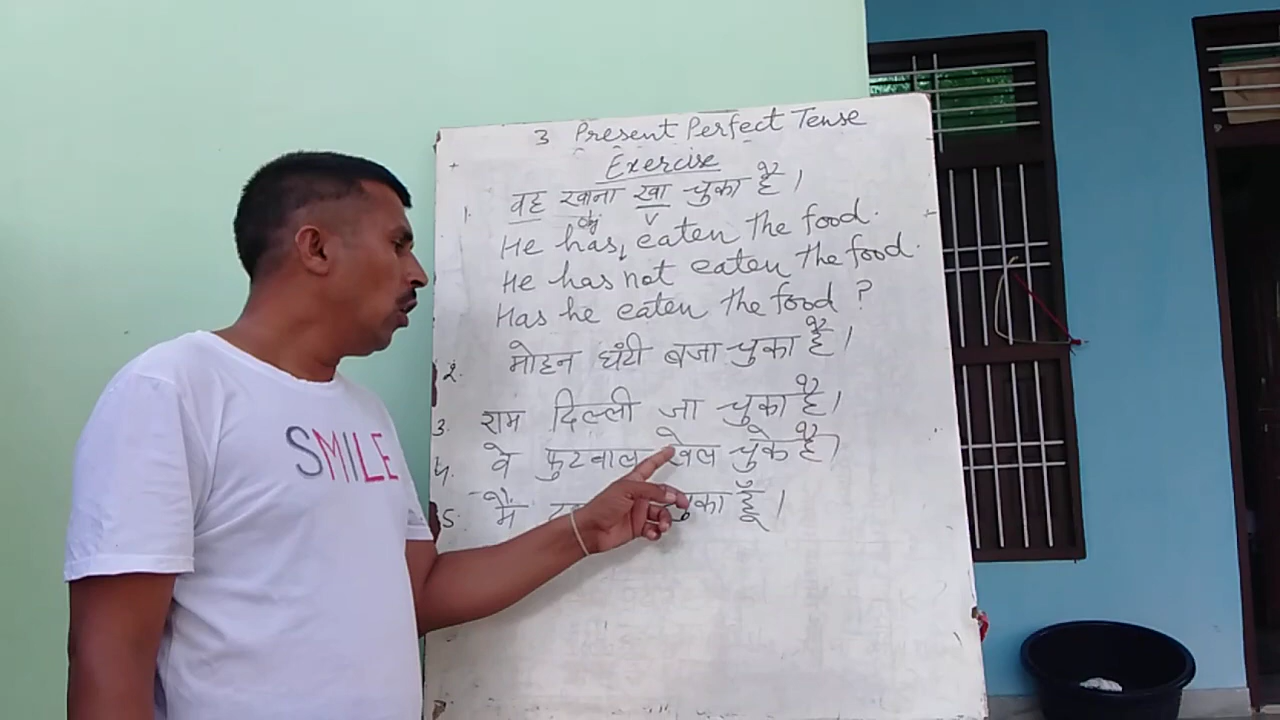 3 Present Perfect Tense
Exercise
1. वह खाना खा चुका है।
obj v
He has, eaten the food.
He has not eaten the food.
Has he eaten the food?
2. मोहन घंटी बजा चुका है।
3. राम दिल्ली जा चुका है।
4. वे फुटबाल खेल चुके है।
5. मैं चुका हूँ।
SMILE